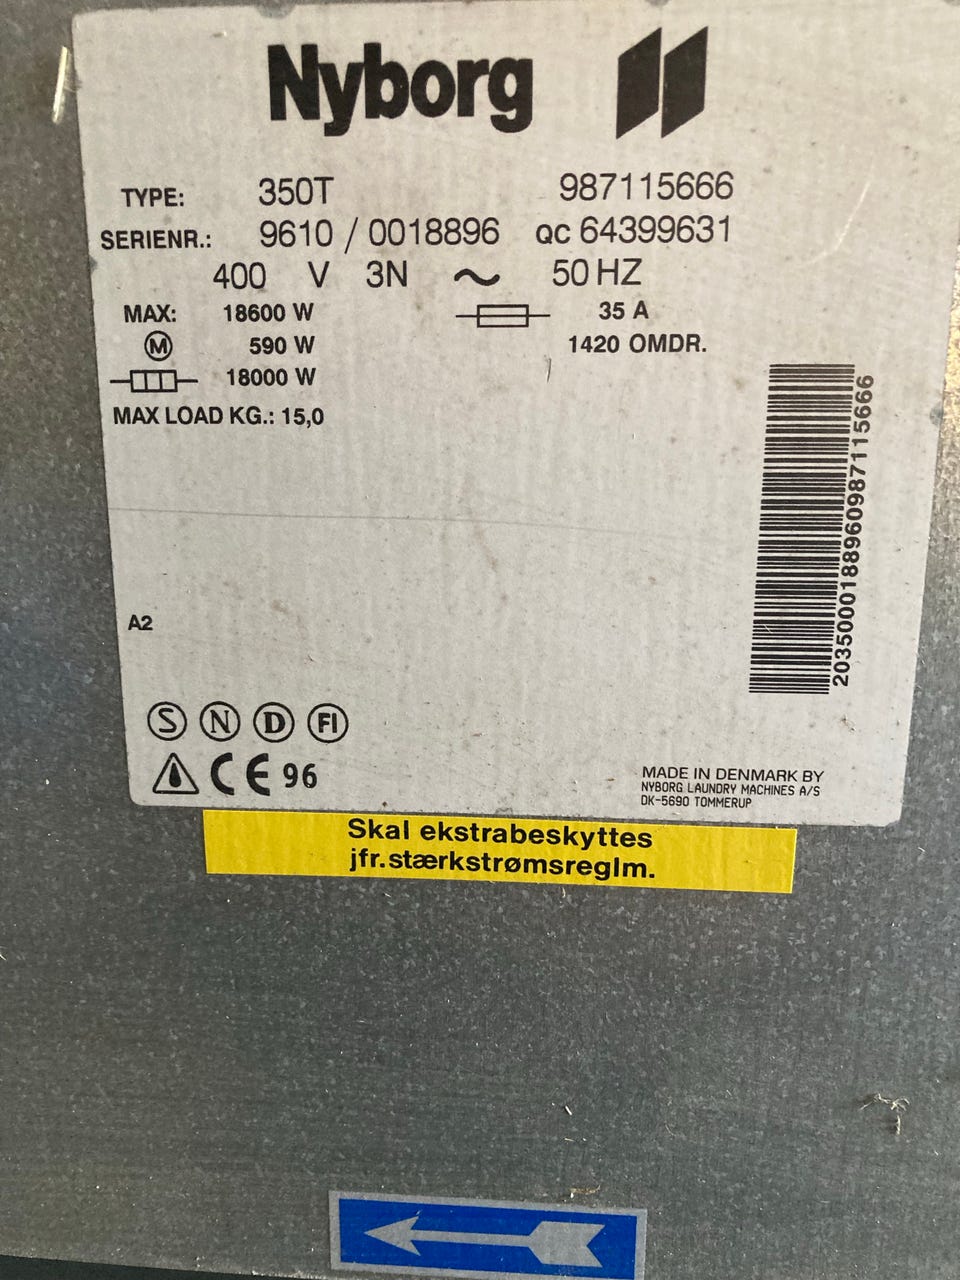 Nyborg
TYPE: 350T 987115666
SERIENR.: 9610 / 0018896 QC 64399631
400 V 3N ~ 50 HZ
MAX: 18600 W 35 A
M 590 W 1420 OMDR.
18000 W
MAX LOAD KG.: 15,0
2035000188960987115666
A2
S N D FI
CE 96
MADE IN DENMARK BY
NYBORG LAUNDRY MACHINES A/S
DK-5690 TOMMERUP
Skal ekstrabeskyttes
jfr.stærkstrømsreglm.